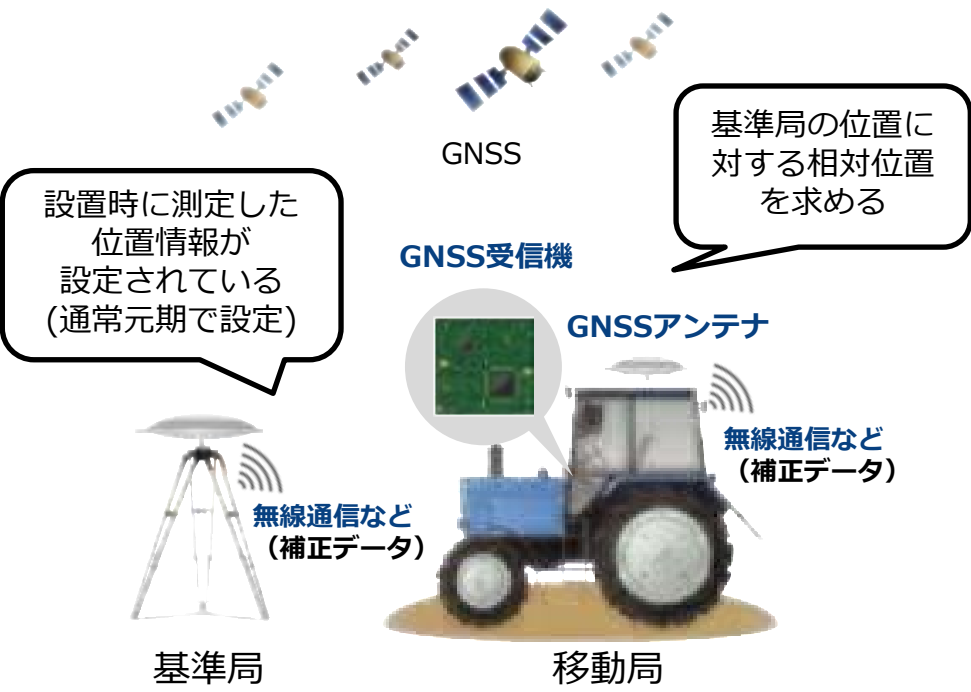 GNSS
基準局の位置に
対する相対位置
を求める
設置時に測定した
位置情報が
設定されている
(通常元期で設定)
GNSS受信機
GNSSアンテナ
無線通信など
（補正データ）
無線通信など
（補正データ）
基準局
移動局